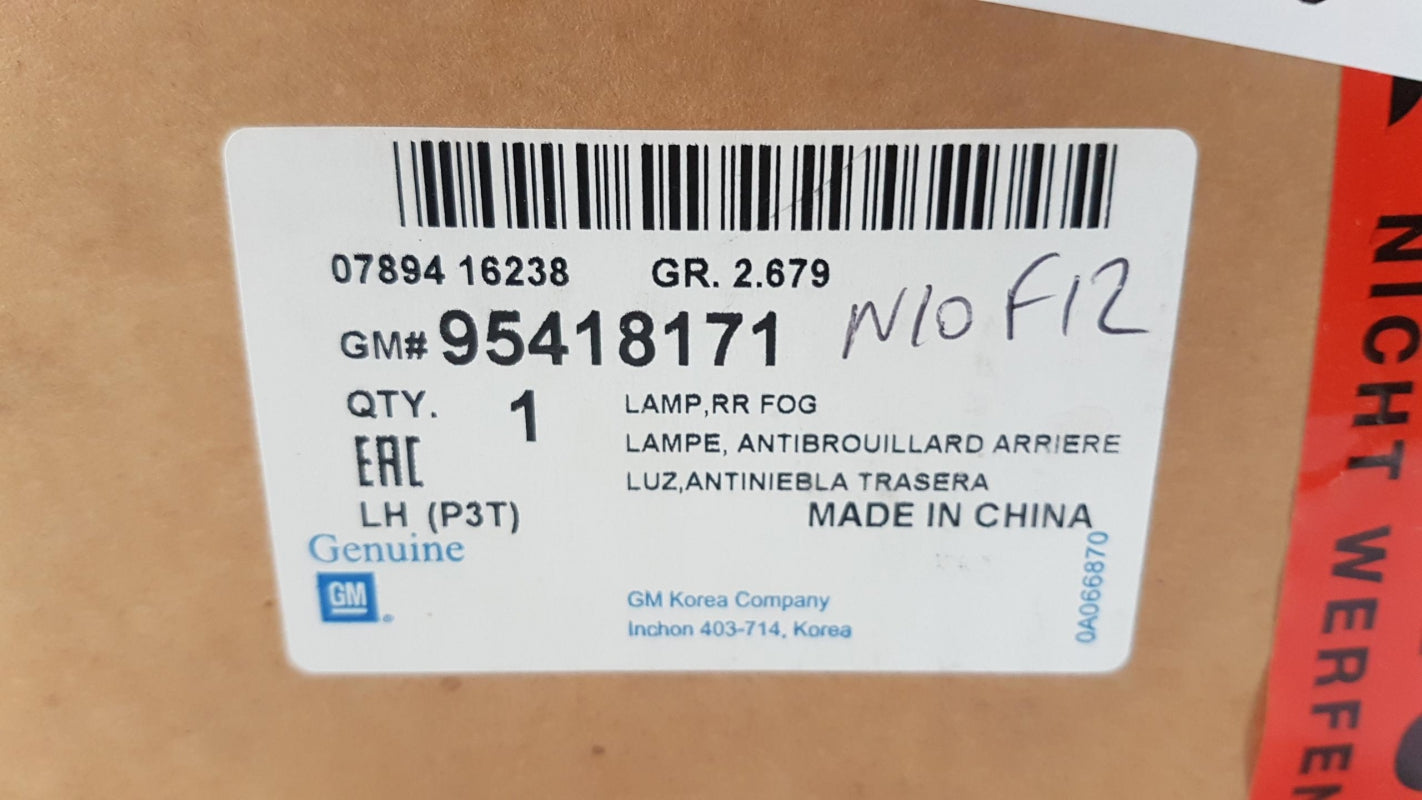 07894 16238 GR. 2.679
GM# 95418171 N10 F12
QTY. 1 LAMP,RR FOG
EAC LAMPE, ANTIBROUILLARD ARRIERE
LUZ,ANTINIEBLA TRASERA
LH (P3T) MADE IN CHINA
Genuine
GM
GM Korea Company
Inchon 403-714, Korea
0A066870
NICHT WERFEN